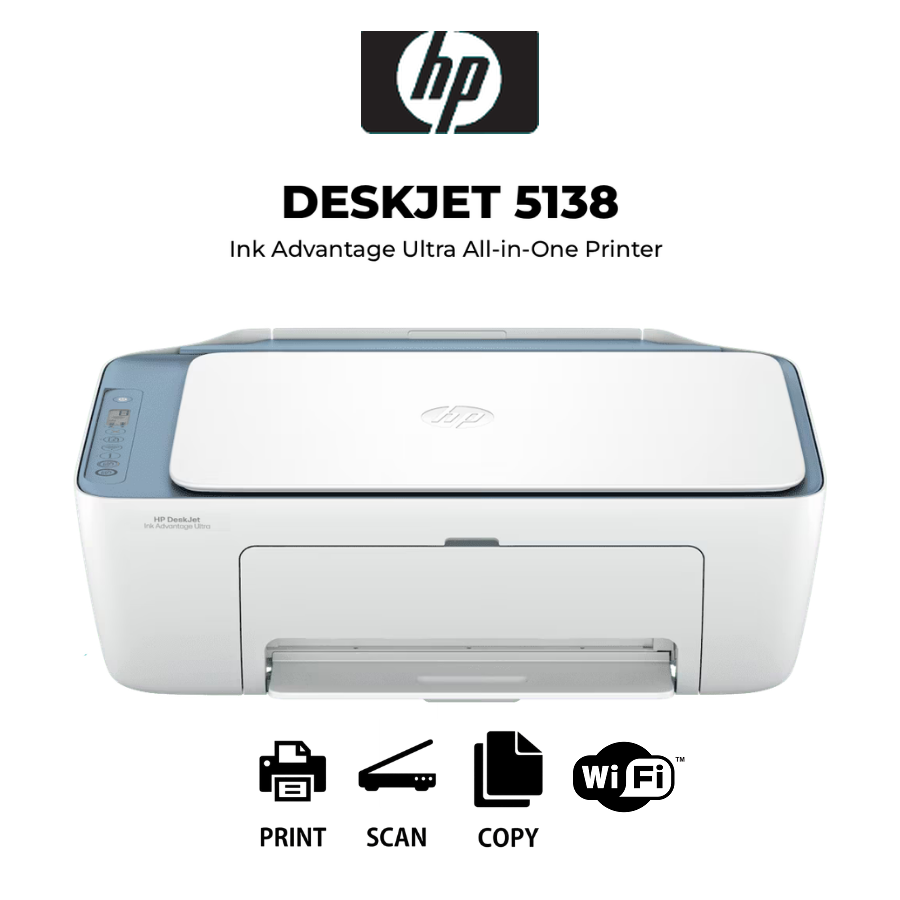 hp
DESKJET 5138
Ink Advantage Ultra All-in-One Printer
hp
HP DeskJet
Ink Advantage Ultra
PRINT SCAN COPY Wi Fi™